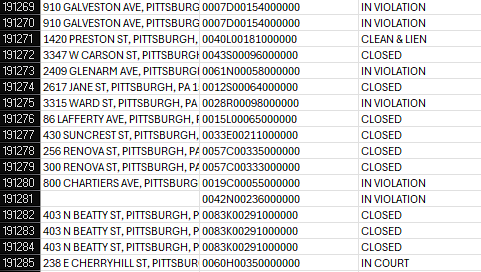 191269 910 GALVESTON AVE, PITTSBURG 0007D00154000000 IN VIOLATION
191270 910 GALVESTON AVE, PITTSBURG 0007D00154000000 IN VIOLATION
191271 1420 PRESTON ST, PITTSBURGH, 0040L00181000000 CLEAN & LIEN
191272 3347 W CARSON ST, PITTSBURGH 0043S00096000000 CLOSED
191273 2409 GLENARM AVE, PITTSBURG 0061N00058000000 IN VIOLATION
191274 2617 JANE ST, PITTSBURGH, PA 1 0012S00064000000 CLOSED
191275 3315 WARD ST, PITTSBURGH, PA 0028R00098000000 IN VIOLATION
191276 86 LAFFERTY AVE, PITTSBURGH, 0015L00065000000 CLOSED
191277 430 SUNCREST ST, PITTSBURGH, 0033E00211000000 CLOSED
191278 256 RENOVA ST, PITTSBURGH, PA 0057C00335000000 CLOSED
191279 300 RENOVA ST, PITTSBURGH, PA 0057C00333000000 CLOSED
191280 800 CHARTIERS AVE, PITTSBURG 0019C00055000000 IN VIOLATION
191281 0042N00236000000 IN VIOLATION
191282 403 N BEATTY ST, PITTSBURGH, P 0083K00291000000 CLOSED
191283 403 N BEATTY ST, PITTSBURGH, P 0083K00291000000 CLOSED
191284 403 N BEATTY ST, PITTSBURGH, P 0083K00291000000 CLOSED
191285 238 E CHERRYHILL ST, PITTSBUR 0060H00350000000 IN COURT